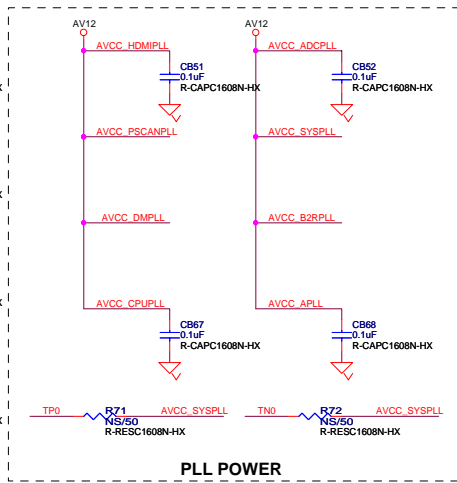 AV12
AVCC_HDMIPLL
CB51
0.1uF
R-CAPC1608N-HX
AVCC_PSCANPLL
AVCC_DMPLL
AVCC_CPUPLL
CB67
0.1uF
R-CAPC1608N-HX
AV12
AVCC_ADCPLL
CB52
0.1uF
R-CAPC1608N-HX
AVCC_SYSPLL
AVCC_B2RPLL
AVCC_APLL
CB68
0.1uF
R-CAPC1608N-HX
TP0
R71
AVCC_SYSPLL
NS/50
R-RESC1608N-HX
TN0
R72
AVCC_SYSPLL
NS/50
R-RESC1608N-HX
PLL POWER